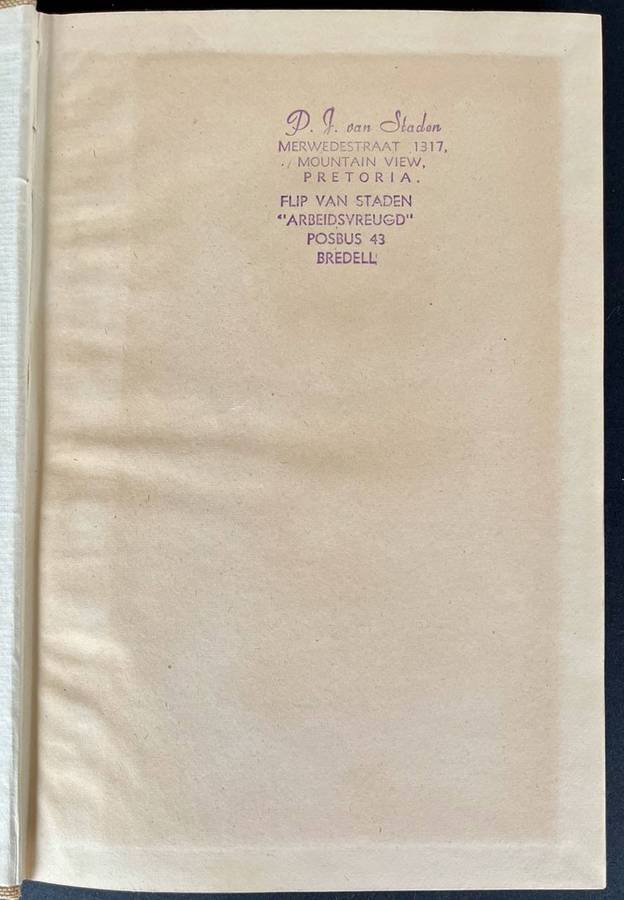 P. J. van Staden
MERWEDESTRAAT 1317,
MOUNTAIN VIEW,
PRETORIA.
FLIP VAN STADEN
"ARBEIDSVREUGD"
POSBUS 43
BREDELL